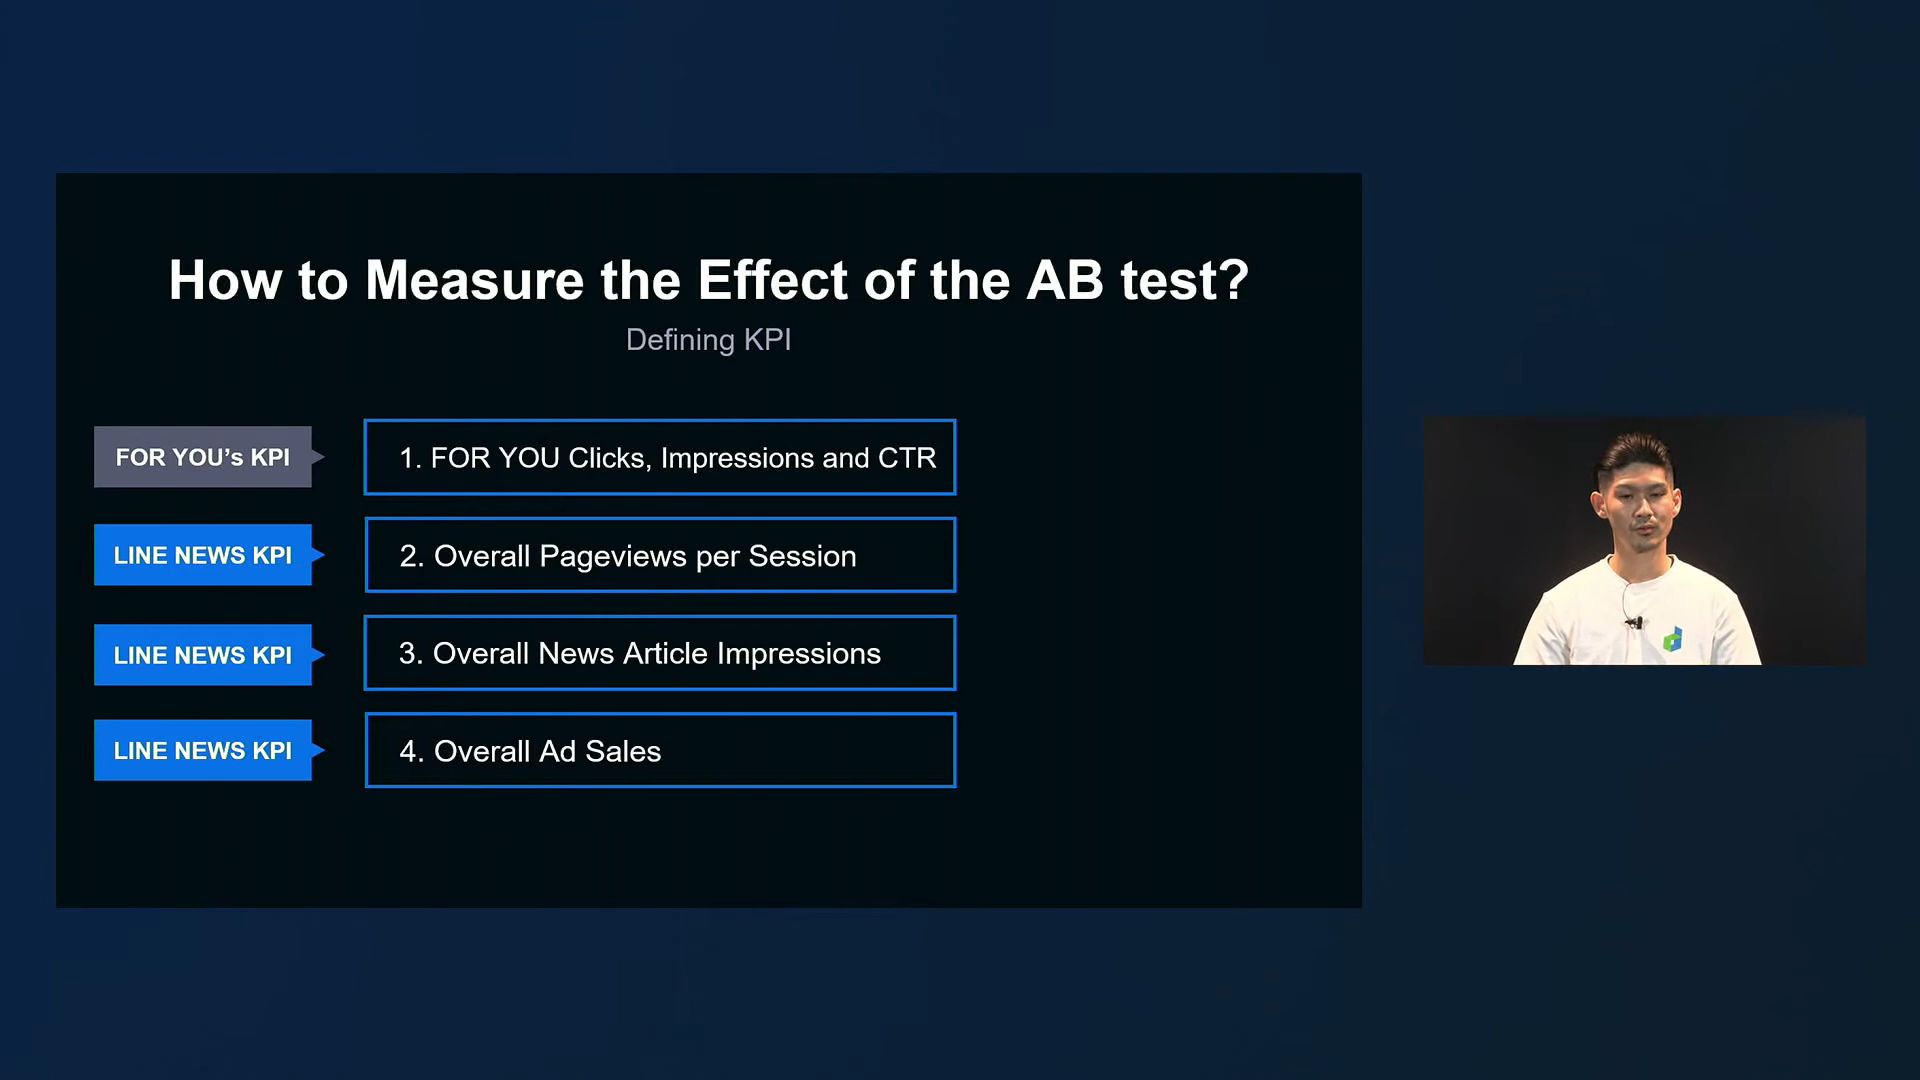 How to Measure the Effect of the AB test?
Defining KPI
FOR YOU’s KPI
1. FOR YOU Clicks, Impressions and CTR
LINE NEWS KPI
2. Overall Pageviews per Session
LINE NEWS KPI
3. Overall News Article Impressions
LINE NEWS KPI
4. Overall Ad Sales